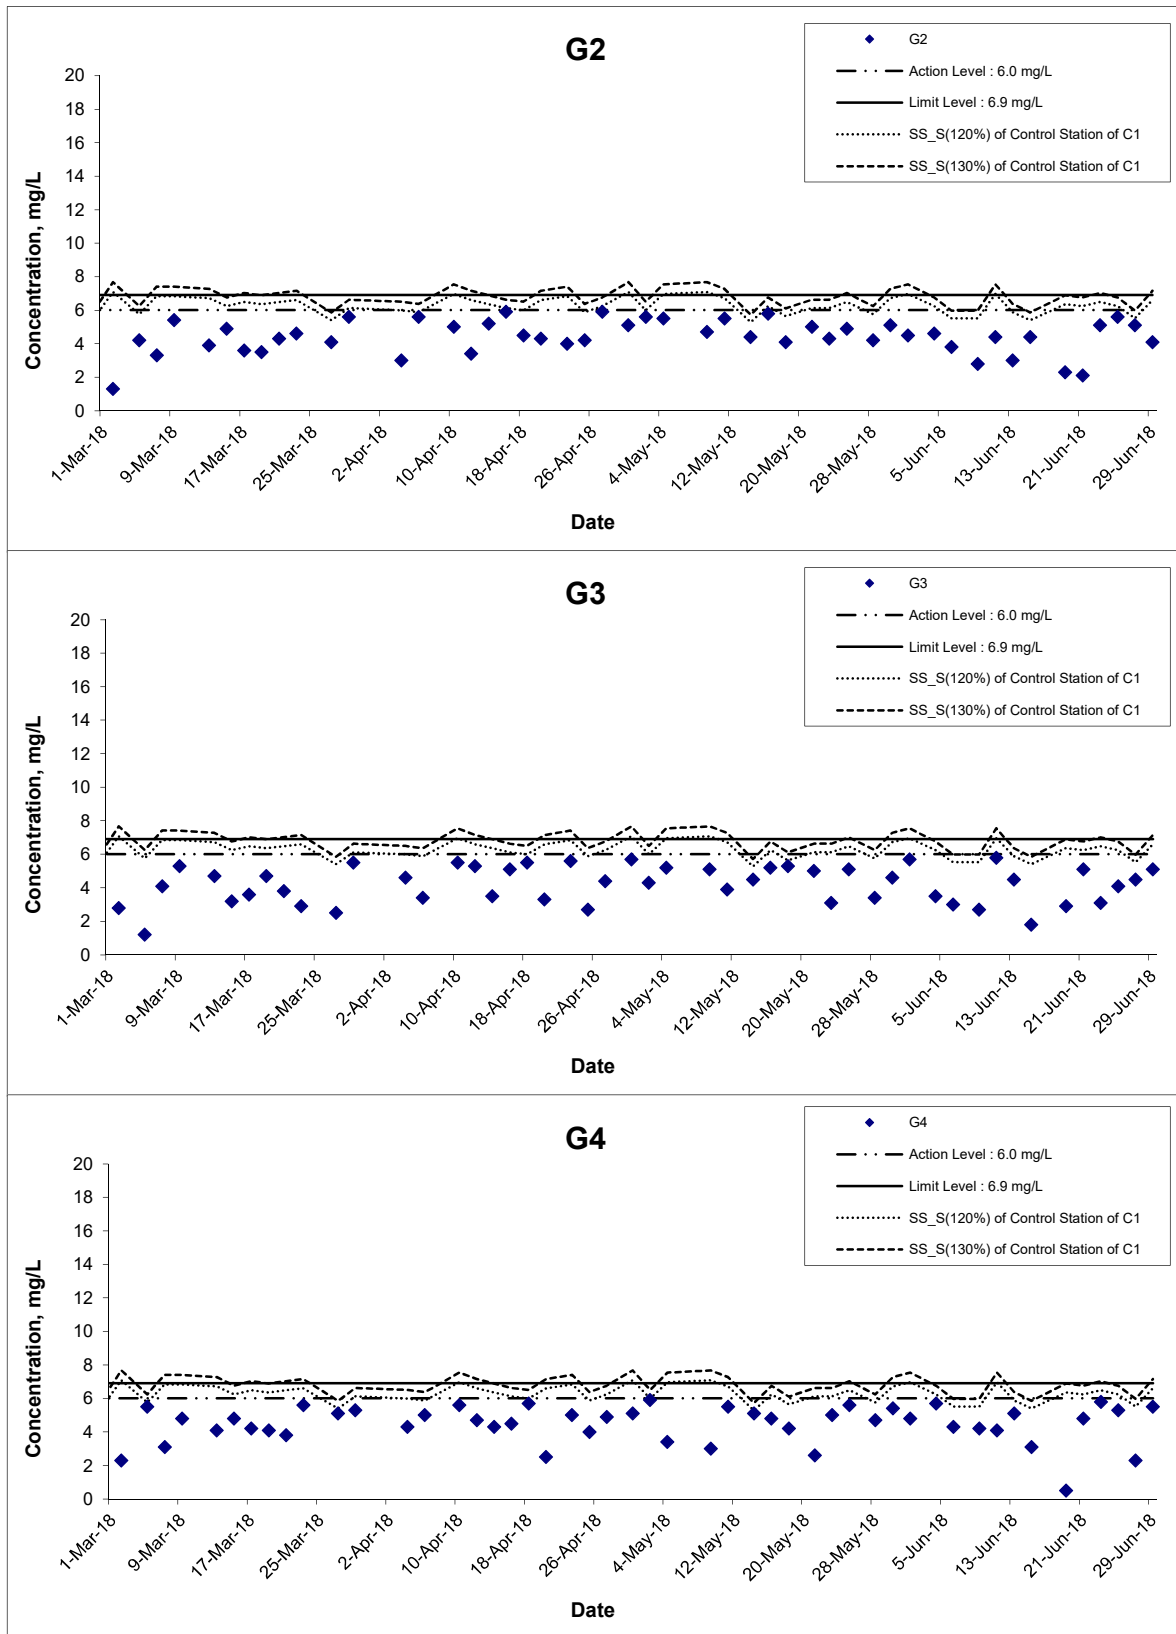 G2
G2
Action Level : 6.0 mg/L
Limit Level : 6.9 mg/L
SS_S(120%) of Control Station of C1
SS_S(130%) of Control Station of C1
Concentration, mg/L
20
18
16
14
12
10
8
6
4
2
0
1-Mar-18
9-Mar-18
17-Mar-18
25-Mar-18
2-Apr-18
10-Apr-18
18-Apr-18
26-Apr-18
4-May-18
12-May-18
20-May-18
28-May-18
5-Jun-18
13-Jun-18
21-Jun-18
29-Jun-18
Date
G3
G3
Action Level : 6.0 mg/L
Limit Level : 6.9 mg/L
SS_S(120%) of Control Station of C1
SS_S(130%) of Control Station of C1
Concentration, mg/L
20
18
16
14
12
10
8
6
4
2
0
1-Mar-18
9-Mar-18
17-Mar-18
25-Mar-18
2-Apr-18
10-Apr-18
18-Apr-18
26-Apr-18
4-May-18
12-May-18
20-May-18
28-May-18
5-Jun-18
13-Jun-18
21-Jun-18
29-Jun-18
Date
G4
G4
Action Level : 6.0 mg/L
Limit Level : 6.9 mg/L
SS_S(120%) of Control Station of C1
SS_S(130%) of Control Station of C1
Concentration, mg/L
20
18
16
14
12
10
8
6
4
2
0
1-Mar-18
9-Mar-18
17-Mar-18
25-Mar-18
2-Apr-18
10-Apr-18
18-Apr-18
26-Apr-18
4-May-18
12-May-18
20-May-18
28-May-18
5-Jun-18
13-Jun-18
21-Jun-18
29-Jun-18
Date